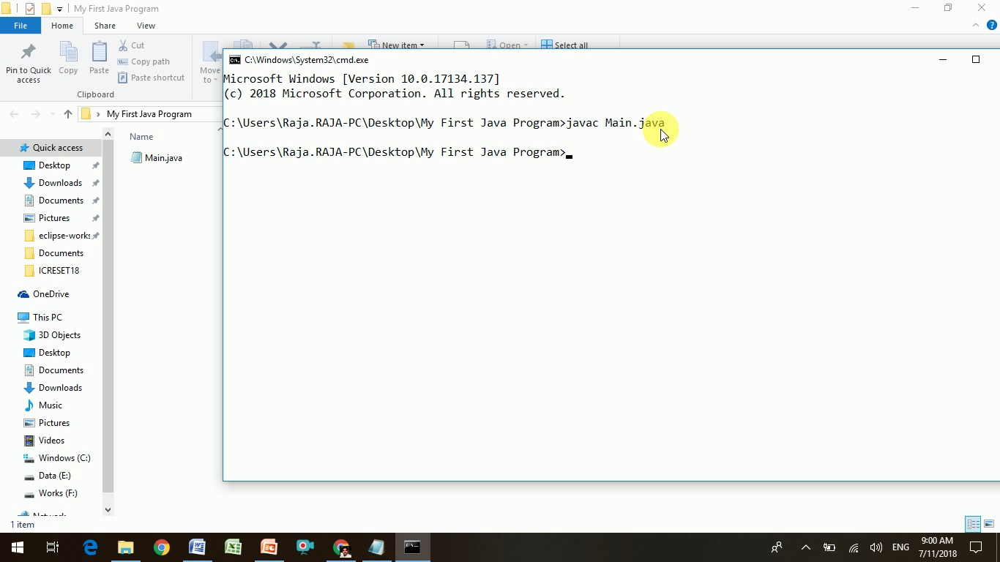 My First Java Program
File Home Share View
Pin to Quick access
Copy
Paste
Cut
Copy path
Paste shortcut
Move to
New item
Open
Select all
Clipboard
My First Java Program
C:\Windows\System32\cmd.exe
Microsoft Windows [Version 10.0.17134.137]
(c) 2018 Microsoft Corporation. All rights reserved.
C:\Users\Raja.RAJA-PC\Desktop\My First Java Program>javac Main.java
C:\Users\Raja.RAJA-PC\Desktop\My First Java Program>
Name
Main.java
Quick access
Desktop
Downloads
Documents
Pictures
eclipse-works
Documents
ICRESET18
OneDrive
This PC
3D Objects
Desktop
Documents
Downloads
Music
Pictures
Videos
Windows (C:)
Data (E:)
Works (F:)
Network
1 item
ENG
9:00 AM
7/11/2018